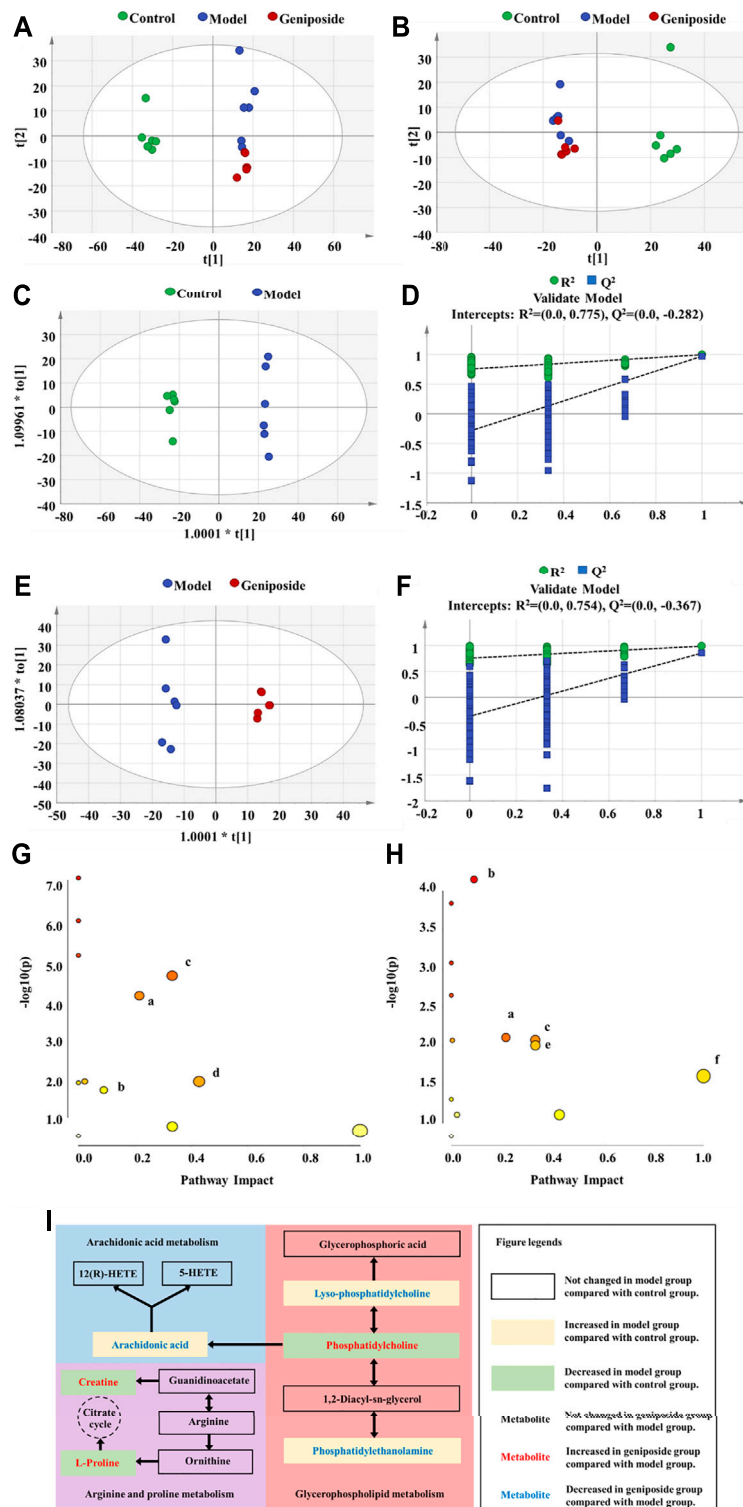 A
Control Model Geniposide
40
30
20
10
0
-10
-20
-30
-40
t[2]
-80 -60 -40 -20 0 20 40 60
t[1]
B
Control Model Geniposide
40
30
20
10
0
-10
-20
-30
-40
t[2]
-60 -40 -20 0 20 40
t[1]
C
Control Model
40
30
20
10
0
-10
-20
-30
-40
1.09961 * to[1]
-80 -60 -40 -20 0 20 40 60
1.0001 * t[1]
D
R² Q²
Validate Model
Intercepts: R²=(0.0, 0.775), Q²=(0.0, -0.282)
1
0.5
0
-0.5
-1
-1.5
-0.2 0 0.2 0.4 0.6 0.8 1
E
Model Geniposide
40
30
20
10
0
-10
-20
-30
-40
-50
1.08037 * to[1]
-50 -40 -30 -20 -10 0 10 20 30 40
1.0001 * t[1]
F
R² Q²
Validate Model
Intercepts: R²=(0.0, 0.754), Q²=(0.0, -0.367)
1
0.5
0
-0.5
-1
-1.5
-2
-0.2 0 0.2 0.4 0.6 0.8 1
G
7.0
6.0
5.0
4.0
3.0
2.0
1.0
-log10(p)
c
a
d
b
0.0 0.2 0.4 0.6 0.8 1.0
Pathway Impact
H
4.0
3.5
3.0
2.5
2.0
1.5
1.0
-log10(p)
b
a
c
e
f
0.0 0.2 0.4 0.6 0.8 1.0
Pathway Impact
I
Arachidonic acid metabolism
12(R)-HETE
5-HETE
Arachidonic acid
Creatine
Guanidinoacetate
Citrate
cycle
Arginine
L-Proline
Ornithine
Arginine and proline metabolism
Glycerophosphoric acid
Lyso-phosphatidylcholine
Phosphatidylcholine
1,2-Diacyl-sn-glycerol
Phosphatidylethanolamine
Glycerophospholipid metabolism
Figure legends
Not changed in model group
compared with control group.
Increased in model group
compared with control group.
Decreased in model group
compared with control group.
Metabolite Not changed in geniposide group
compared with model group.
Metabolite Increased in geniposide group
compared with model group.
Metabolite Decreased in geniposide group
compared with model group.